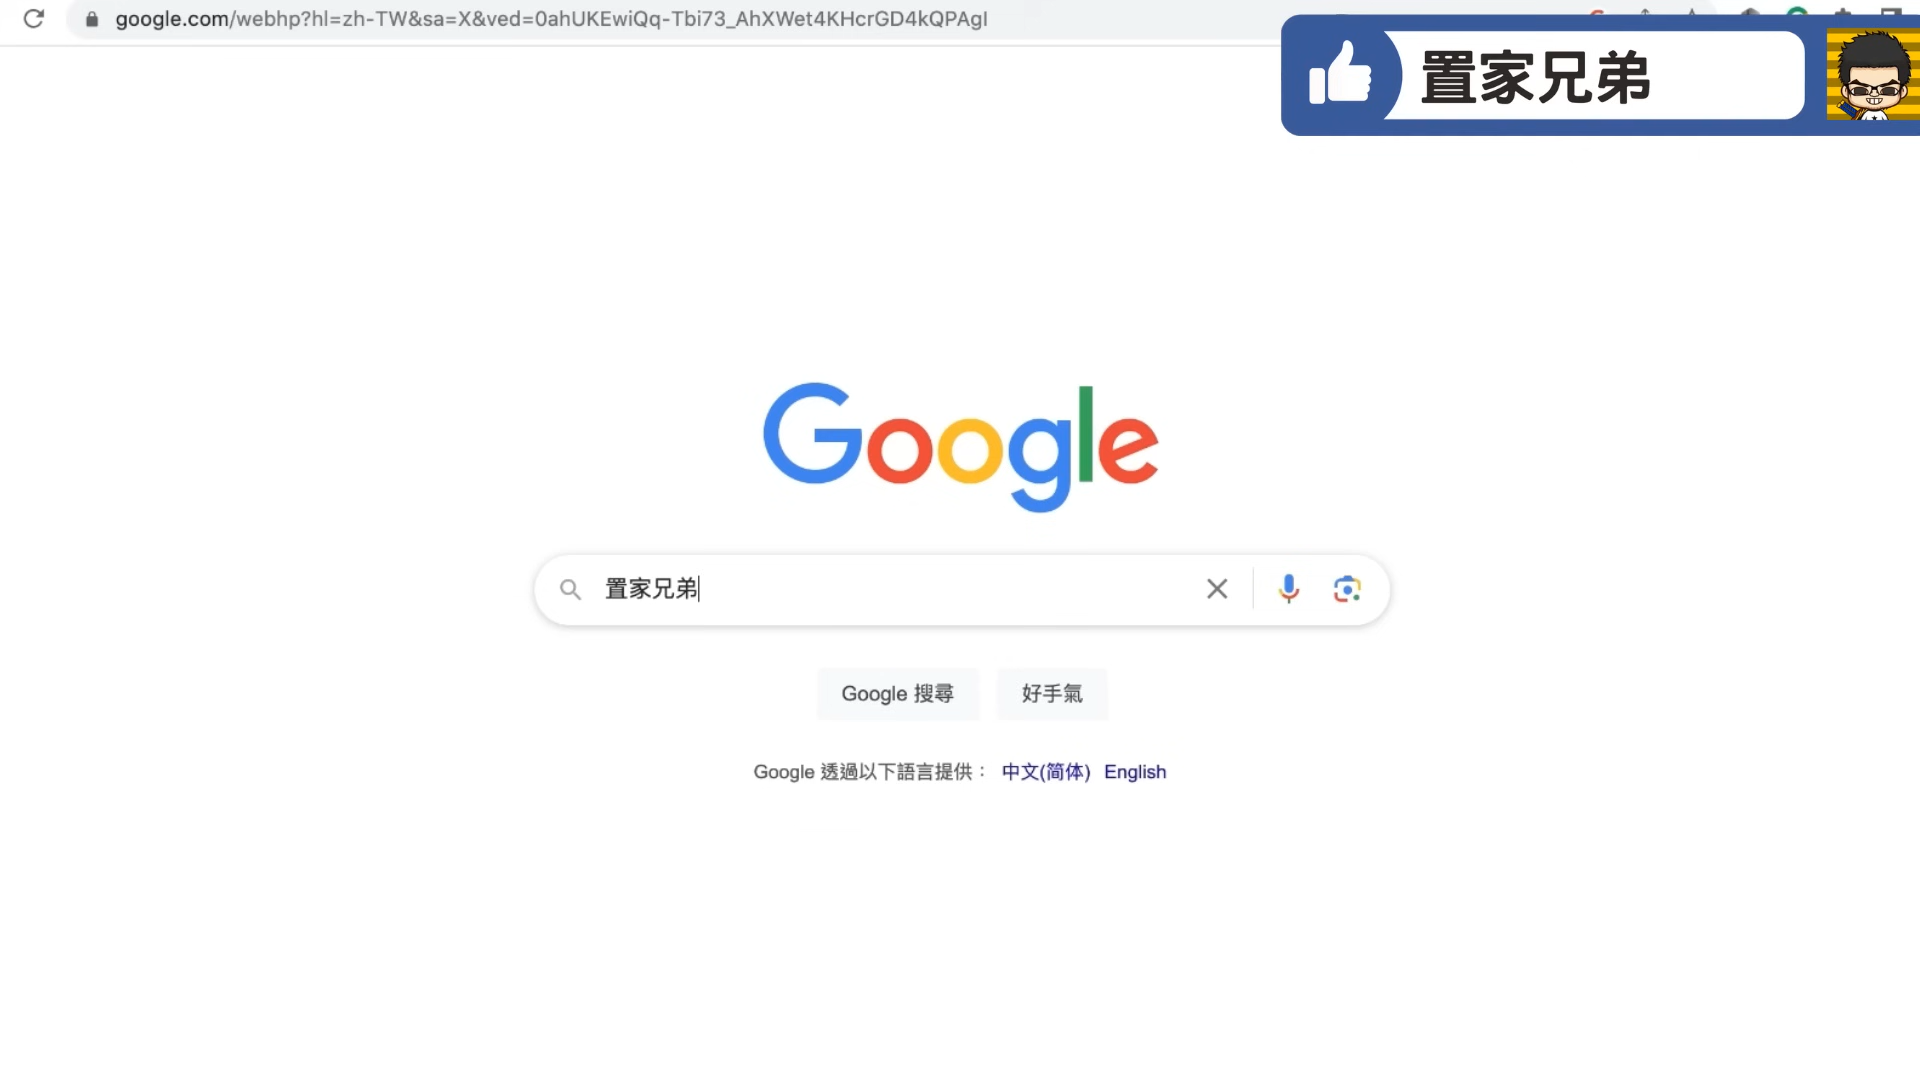 google.com/webhp?hl=zh-TW&sa=X&ved=0ahUKEwiQq-Tbi73_AhXWet4KHcrGD4kQPAgI
置家兄弟
Google
置家兄弟
Google 搜尋
好手氣
Google 透過以下語言提供： 中文(简体) English